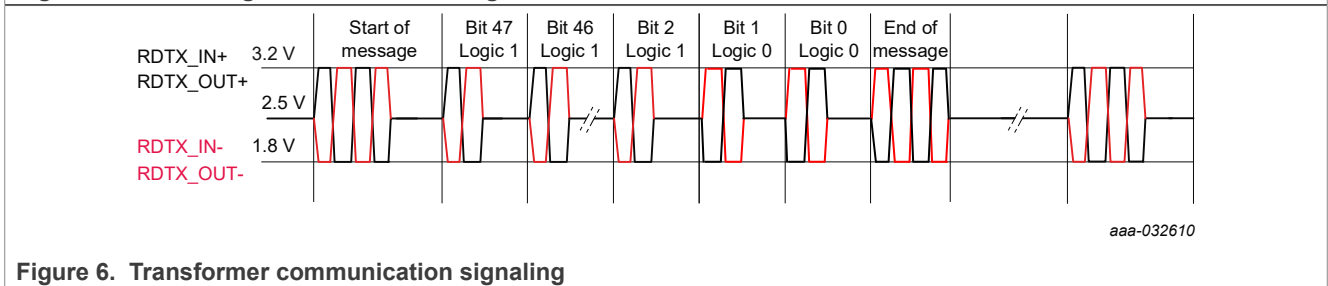 Start of message
Bit 47 Logic 1
Bit 46 Logic 1
Bit 2 Logic 1
Bit 1 Logic 0
Bit 0 Logic 0
End of message
RDTX_IN+
RDTX_OUT+
3.2 V
2.5 V
RDTX_IN-
RDTX_OUT-
1.8 V
aaa-032610
Figure 6. Transformer communication signaling